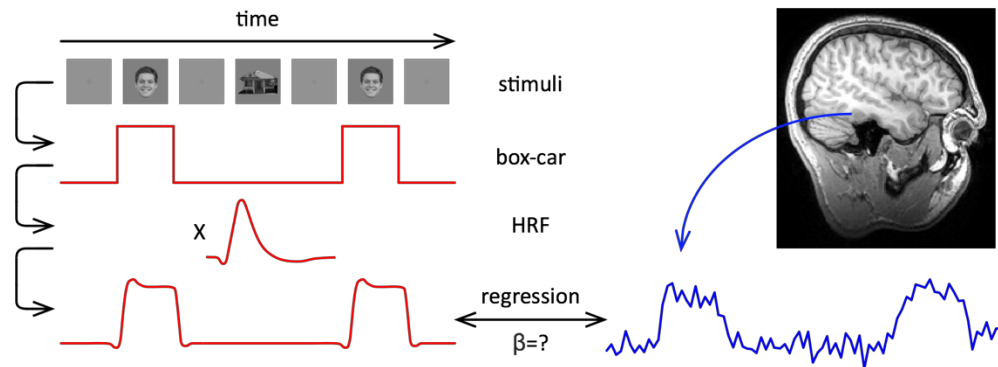 time
stimuli
box-car
X
HRF
regression
β=?